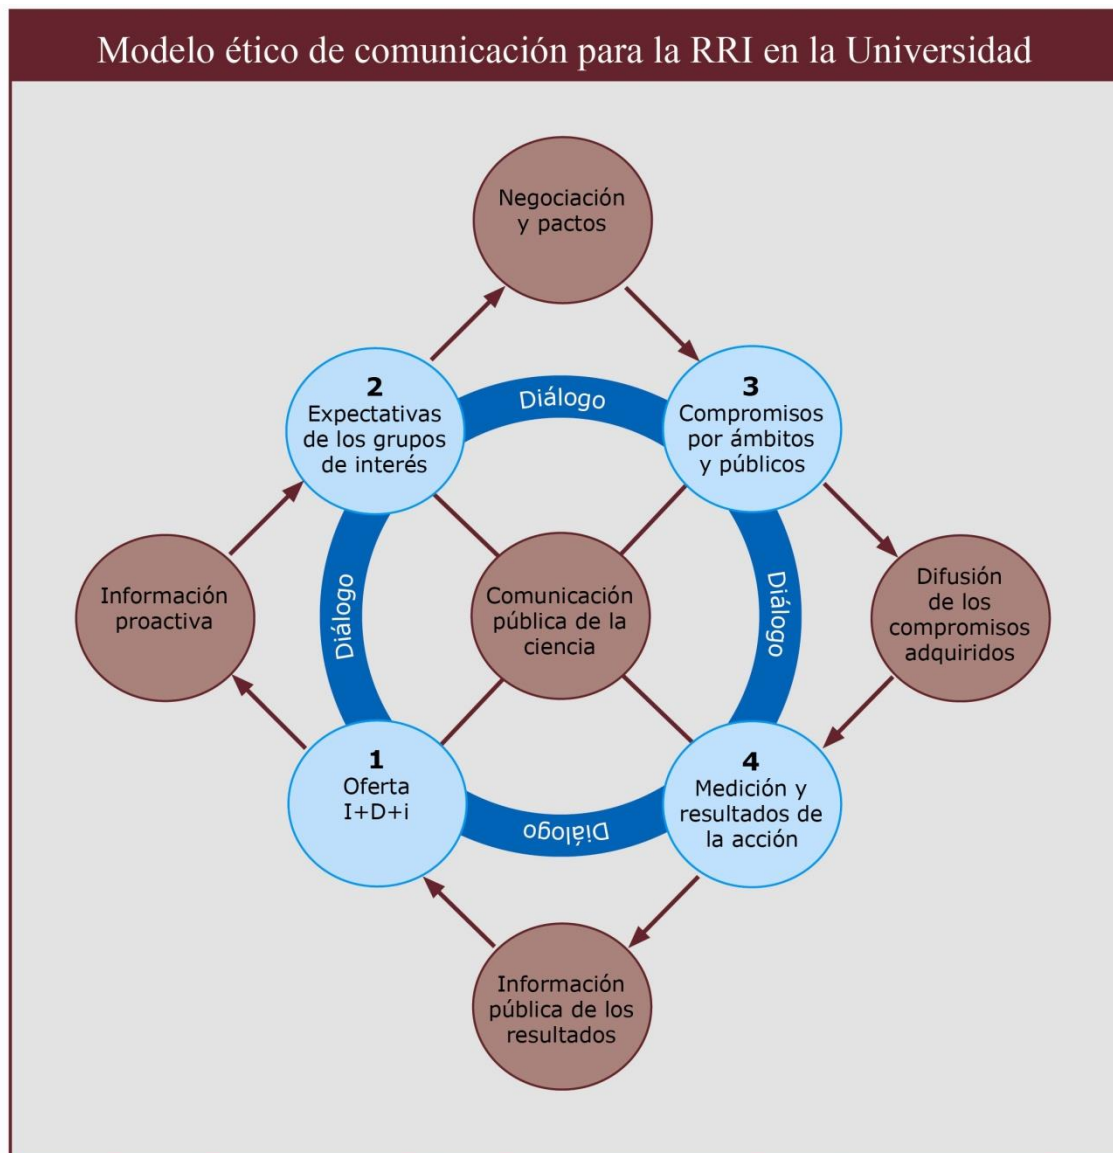 Modelo ético de comunicación para la RRI en la Universidad
Negociación
y pactos
2
Expectativas
de los grupos
de interés
Diálogo
3
Compromisos
por ámbitos
y públicos
Información
proactiva
Diálogo
Comunicación
pública de la
ciencia
Diálogo
Difusión
de los
compromisos
adquiridos
1
Oferta
I+D+i
Diálogo
4
Medición y
resultados de
la acción
Información
pública de los
resultados